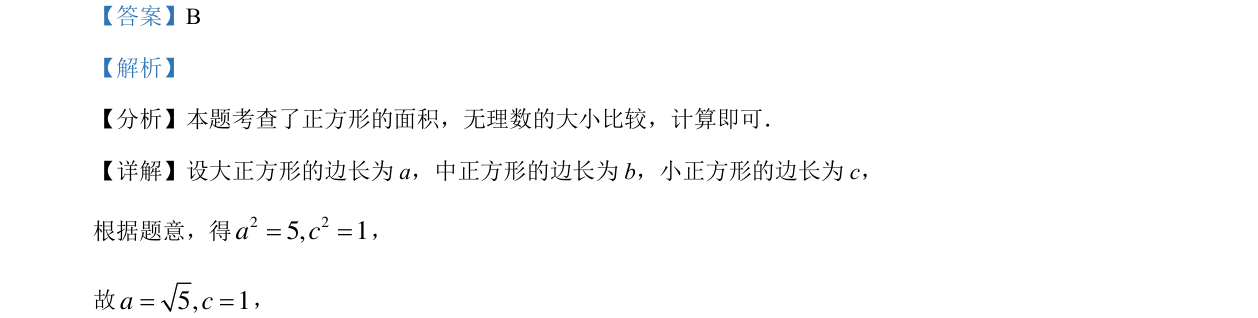 【答案】B
【解析】
【分析】本题考查了正方形的面积，无理数的大小比较，计算即可．
【详解】设大正方形的边长为 a，中正方形的边长为 b，小正方形的边长为 c，
根据题意，得 a² = 5, c² = 1，
故 a = √5, c = 1，